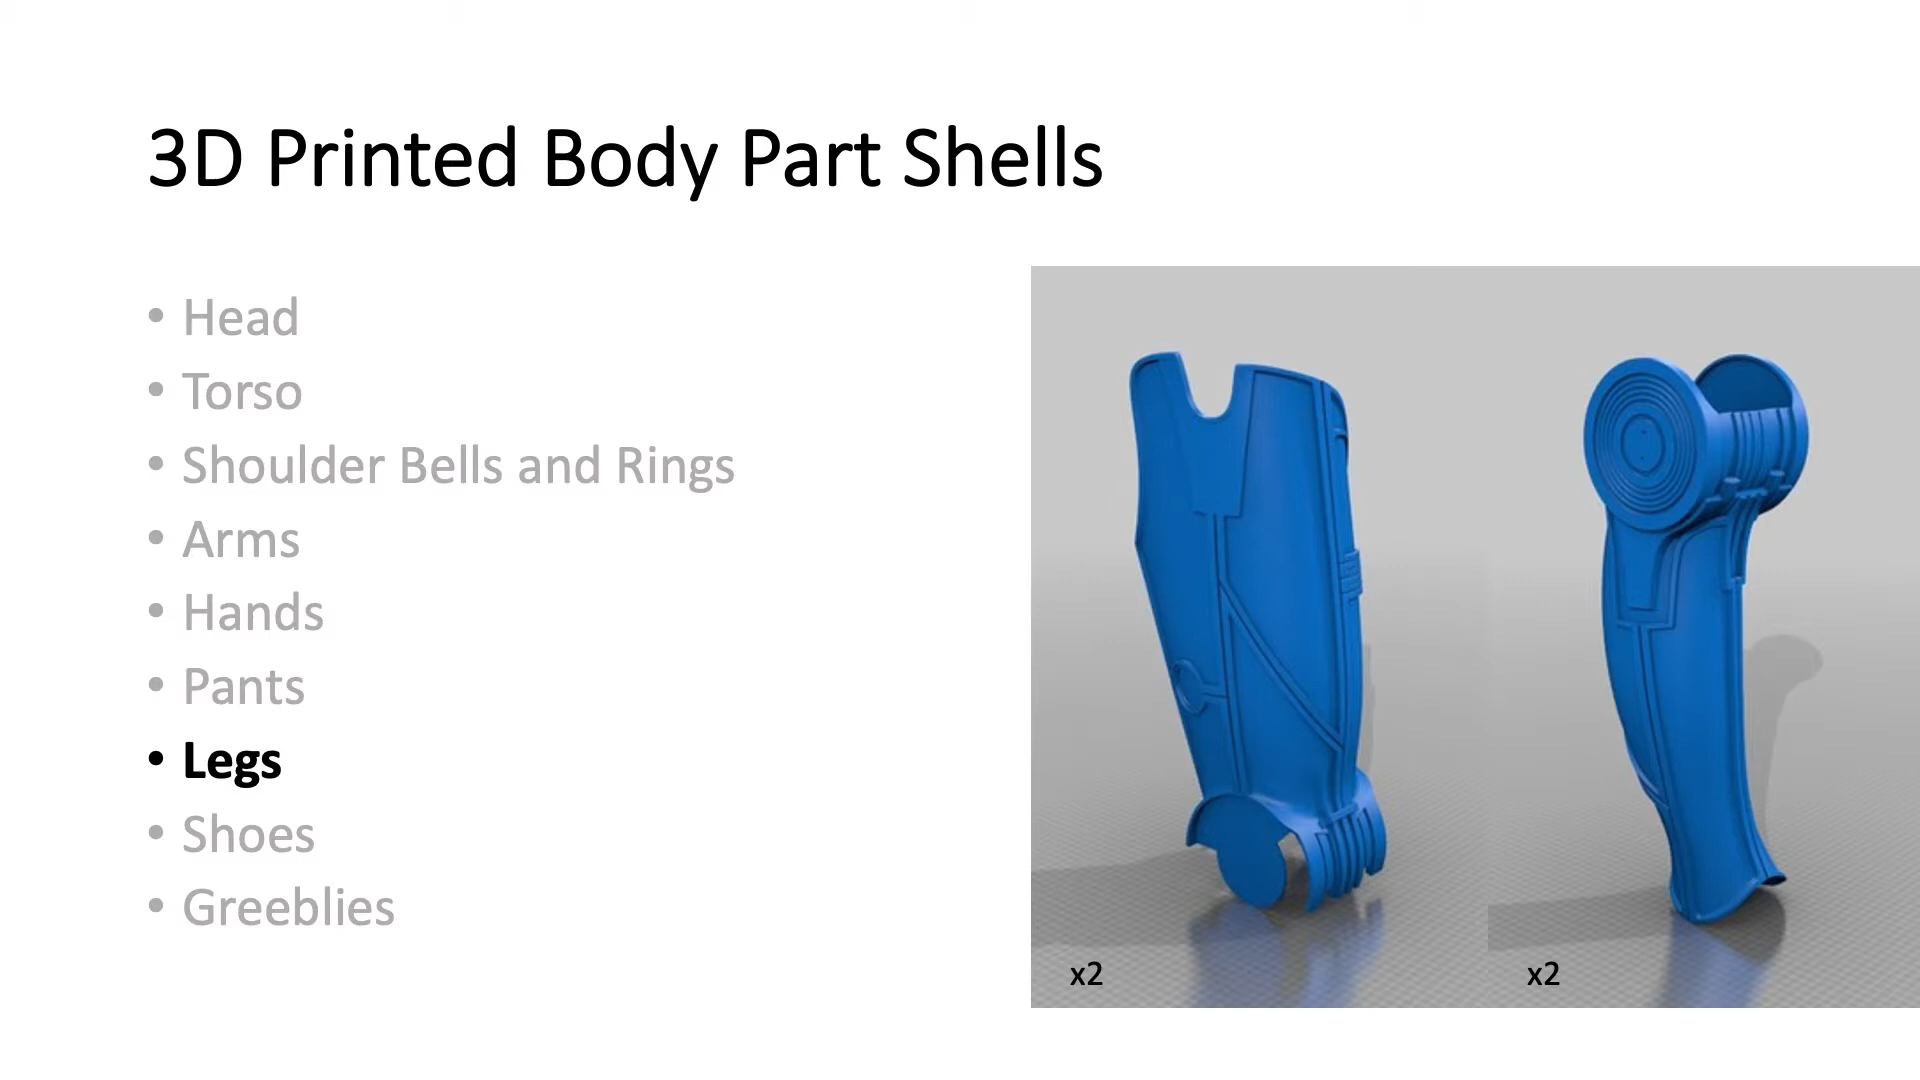 3D Printed Body Part Shells
• Head
• Torso
• Shoulder Bells and Rings
• Arms
• Hands
• Pants
• Legs
• Shoes
• Greeblies
x2
x2